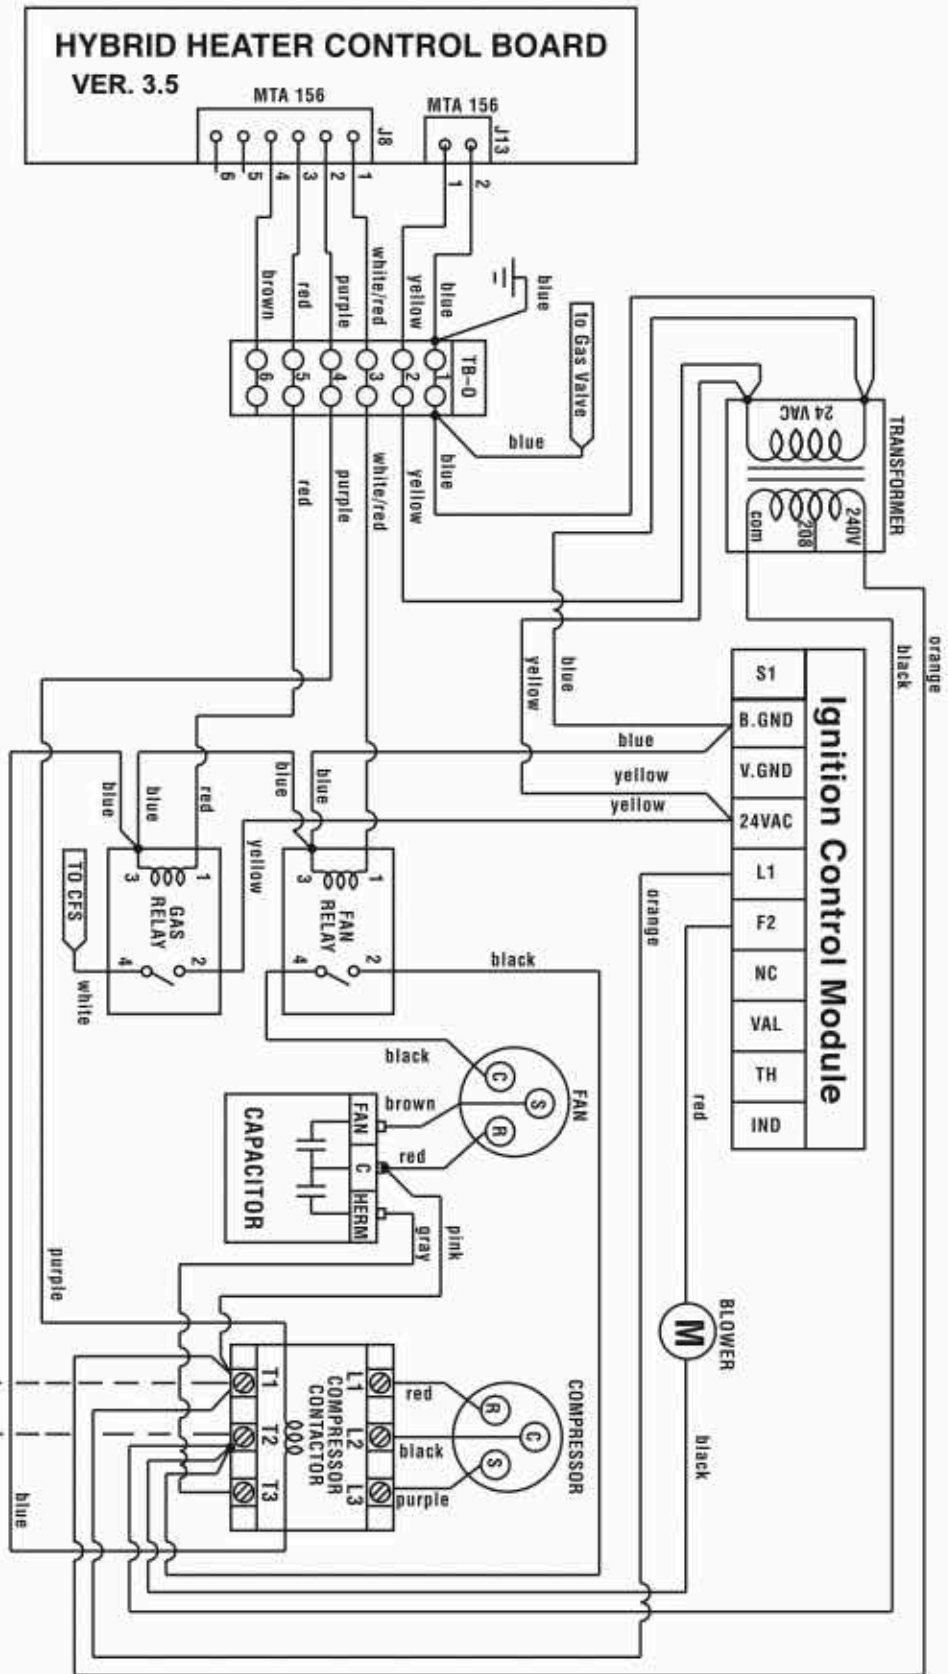 HYBRID HEATER CONTROL BOARD
VER. 3.5
MTA 156
MTA 156
J8
J13
6 5 4 3 2 1
1 2
brown
red
purple
white/red
yellow
blue
blue
to Gas Valve
TB-0
6 5 4 3 2 1
blue
red
purple
white/red
yellow
blue
24 VAC
TRANSFORMER
com
208
240V
orange
black
yellow
blue
Ignition Control Module
S1
B.GND
V.GND
24VAC
L1
F2
NC
VAL
TH
IND
blue
yellow
yellow
blue
blue
red
blue
blue
yellow
orange
3 1
GAS
RELAY
4 2
3 1
FAN
RELAY
4 2
TO CFS
white
black
black
FAN
C
S
R
brown
red
CAPACITOR
FAN
C
HERM
pink
gray
red
BLOWER
M
black
purple
T1
T2
T3
COMPRESSOR
CONTACTOR
L1
L2
L3
red
black
purple
COMPRESSOR
R
C
S
blue